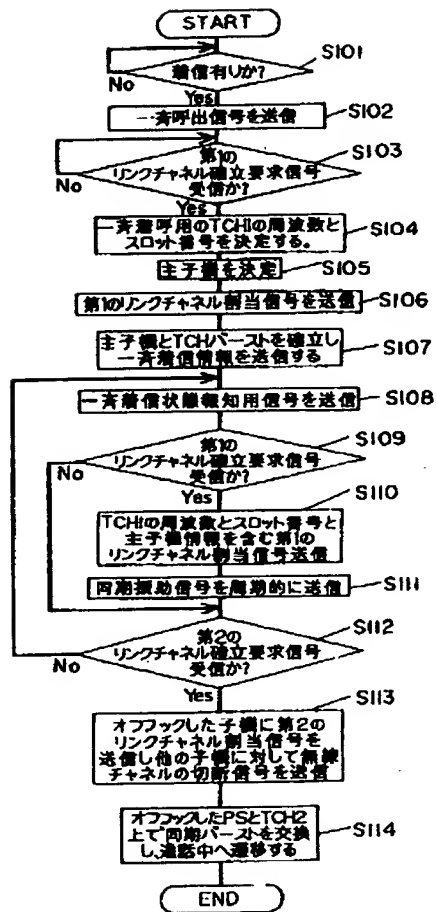 START
着信有りか?
S101
No
Yes
一斉呼出信号を送信
S102
第1の
リンクチャネル確立要求信号
受信か?
S103
No
Yes
一斉着呼用のTCH1の周波数と
スロット番号を決定する。
S104
主子機を決定
S105
第1のリンクチャネル割当信号を送信
S106
主子機とTCHバーストを確立し
一斉着信情報を送信する
S107
一斉着信状態報知用信号を送信
S108
第1の
リンクチャネル確立要求信号
受信か?
S109
No
Yes
TCH1の周波数とスロット番号と
主子機情報を含む第1の
リンクチャネル割当信号送信
S110
同期援助信号を周期的に送信
S111
第2の
リンクチャネル確立要求信号
受信か?
S112
No
Yes
オフフックした子機に第2の
リンクチャネル割当信号を
送信し他の子機に対して無線
チャネルの切断信号を送信
S113
オフフックしたPSとTCH2
上で同期バーストを交換
し、通話中へ遷移する
S114
END